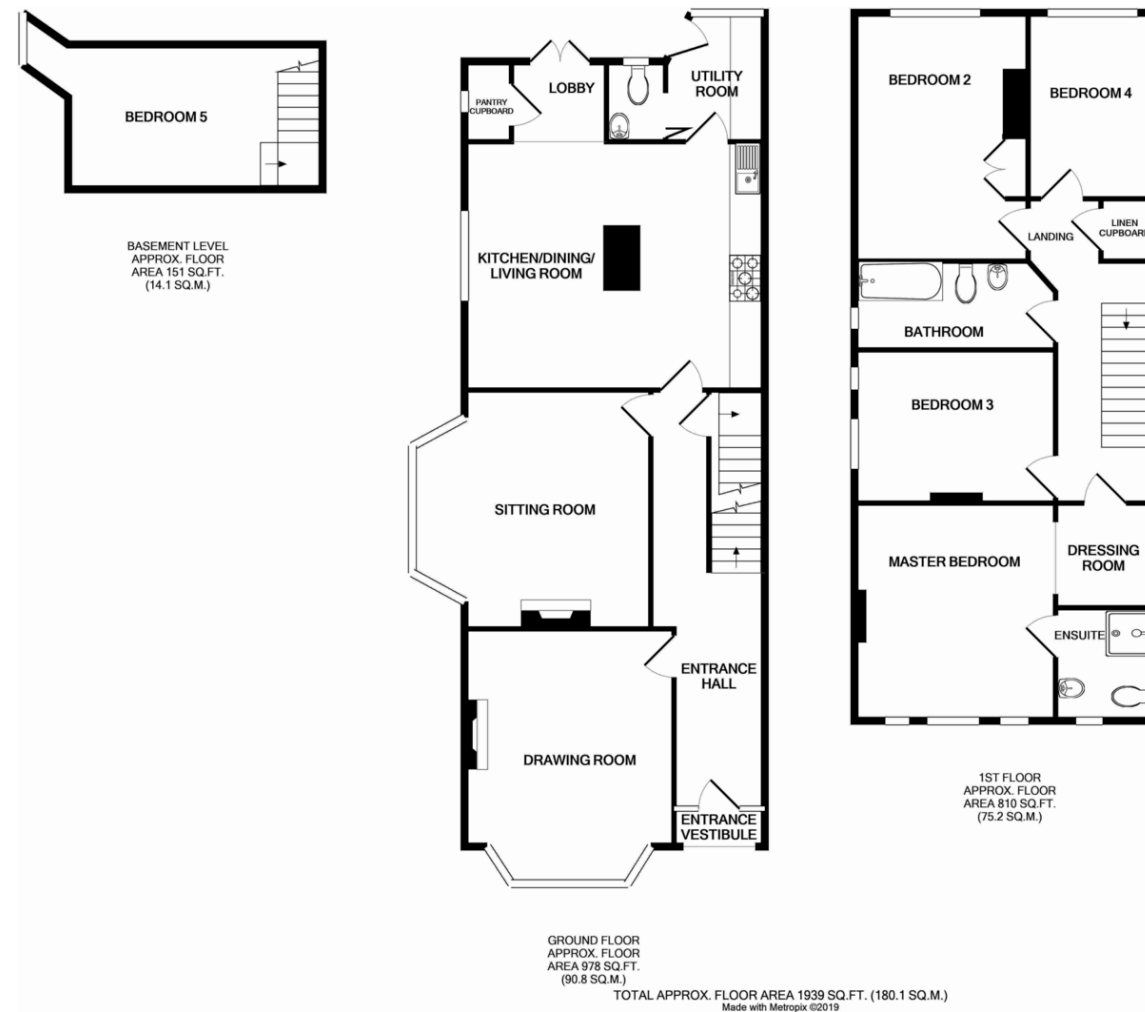 BEDROOM 5
BASEMENT LEVEL
APPROX. FLOOR
AREA 151 SQ.FT.
(14.1 SQ.M.)
LOBBY
PANTRY
CUPBOARD
UTILITY
ROOM
KITCHEN/DINING/
LIVING ROOM
SITTING ROOM
ENTRANCE
HALL
DRAWING ROOM
ENTRANCE
VESTIBULE
GROUND FLOOR
APPROX. FLOOR
AREA 978 SQ.FT.
(90.8 SQ.M.)
BEDROOM 2
BEDROOM 4
LANDING
LINEN
CUPBOARD
BATHROOM
BEDROOM 3
MASTER BEDROOM
DRESSING
ROOM
ENSUITE
1ST FLOOR
APPROX. FLOOR
AREA 810 SQ.FT.
(75.2 SQ.M.)
TOTAL APPROX. FLOOR AREA 1939 SQ.FT. (180.1 SQ.M.)
Made with Metropix ©2019